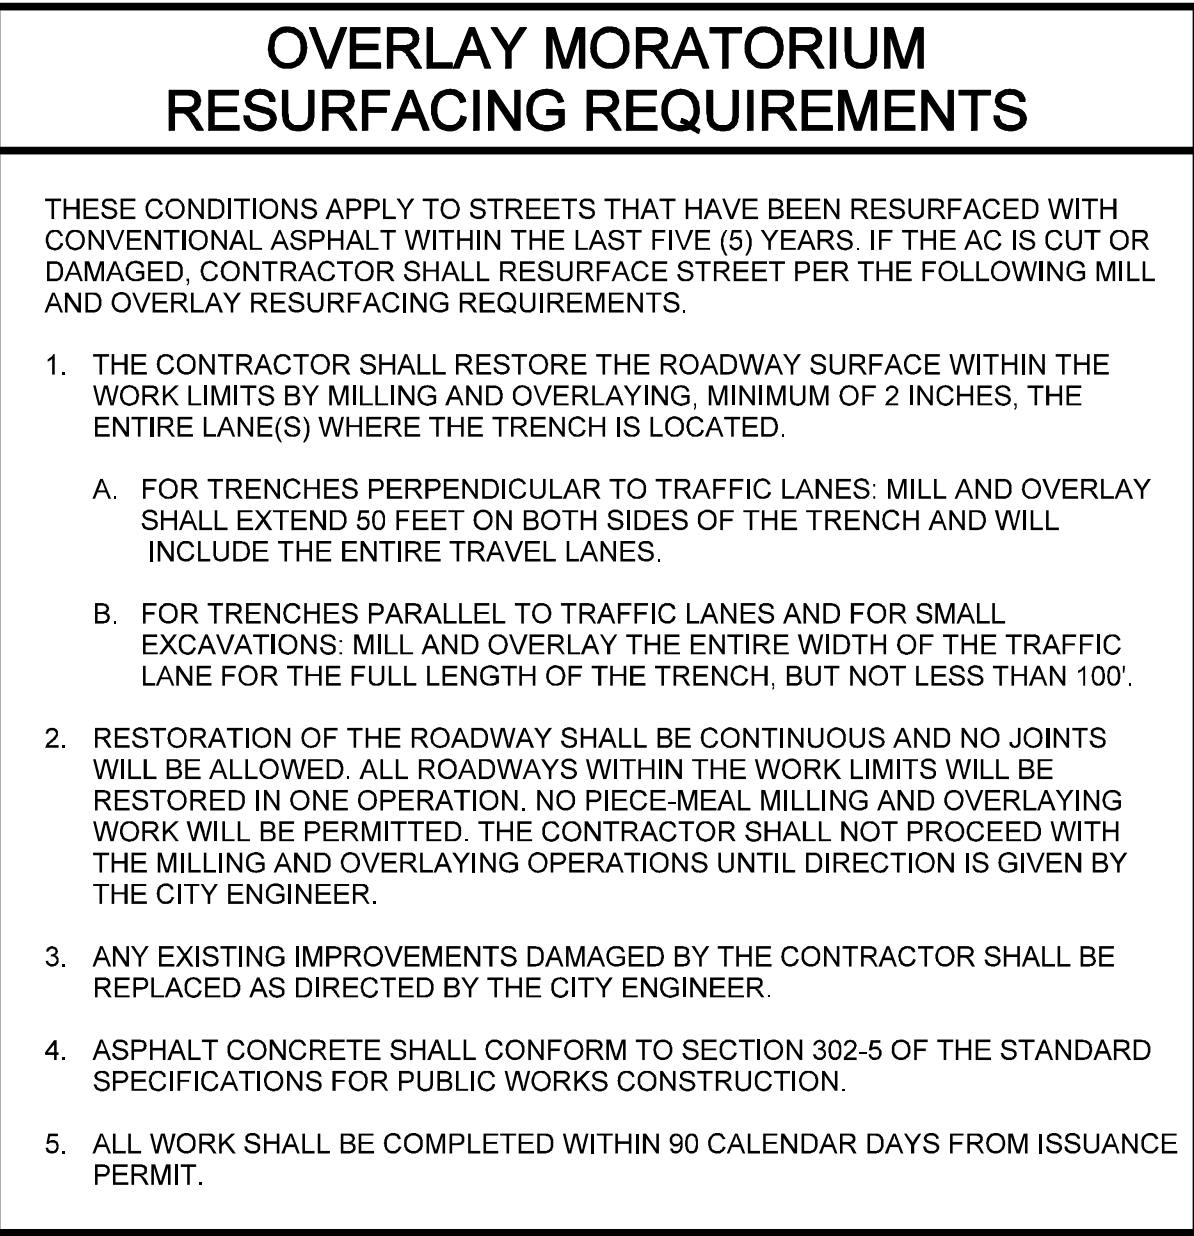 OVERLAY MORATORIUM
RESURFACING REQUIREMENTS
THESE CONDITIONS APPLY TO STREETS THAT HAVE BEEN RESURFACED WITH
CONVENTIONAL ASPHALT WITHIN THE LAST FIVE (5) YEARS. IF THE AC IS CUT OR
DAMAGED, CONTRACTOR SHALL RESURFACE STREET PER THE FOLLOWING MILL
AND OVERLAY RESURFACING REQUIREMENTS.
1. THE CONTRACTOR SHALL RESTORE THE ROADWAY SURFACE WITHIN THE
WORK LIMITS BY MILLING AND OVERLAYING, MINIMUM OF 2 INCHES, THE
ENTIRE LANE(S) WHERE THE TRENCH IS LOCATED.
A. FOR TRENCHES PERPENDICULAR TO TRAFFIC LANES: MILL AND OVERLAY
SHALL EXTEND 50 FEET ON BOTH SIDES OF THE TRENCH AND WILL
INCLUDE THE ENTIRE TRAVEL LANES.
B. FOR TRENCHES PARALLEL TO TRAFFIC LANES AND FOR SMALL
EXCAVATIONS: MILL AND OVERLAY THE ENTIRE WIDTH OF THE TRAFFIC
LANE FOR THE FULL LENGTH OF THE TRENCH, BUT NOT LESS THAN 100'.
2. RESTORATION OF THE ROADWAY SHALL BE CONTINUOUS AND NO JOINTS
WILL BE ALLOWED. ALL ROADWAYS WITHIN THE WORK LIMITS WILL BE
RESTORED IN ONE OPERATION. NO PIECE-MEAL MILLING AND OVERLAYING
WORK WILL BE PERMITTED. THE CONTRACTOR SHALL NOT PROCEED WITH
THE MILLING AND OVERLAYING OPERATIONS UNTIL DIRECTION IS GIVEN BY
THE CITY ENGINEER.
3. ANY EXISTING IMPROVEMENTS DAMAGED BY THE CONTRACTOR SHALL BE
REPLACED AS DIRECTED BY THE CITY ENGINEER.
4. ASPHALT CONCRETE SHALL CONFORM TO SECTION 302-5 OF THE STANDARD
SPECIFICATIONS FOR PUBLIC WORKS CONSTRUCTION.
5. ALL WORK SHALL BE COMPLETED WITHIN 90 CALENDAR DAYS FROM ISSUANCE
PERMIT.